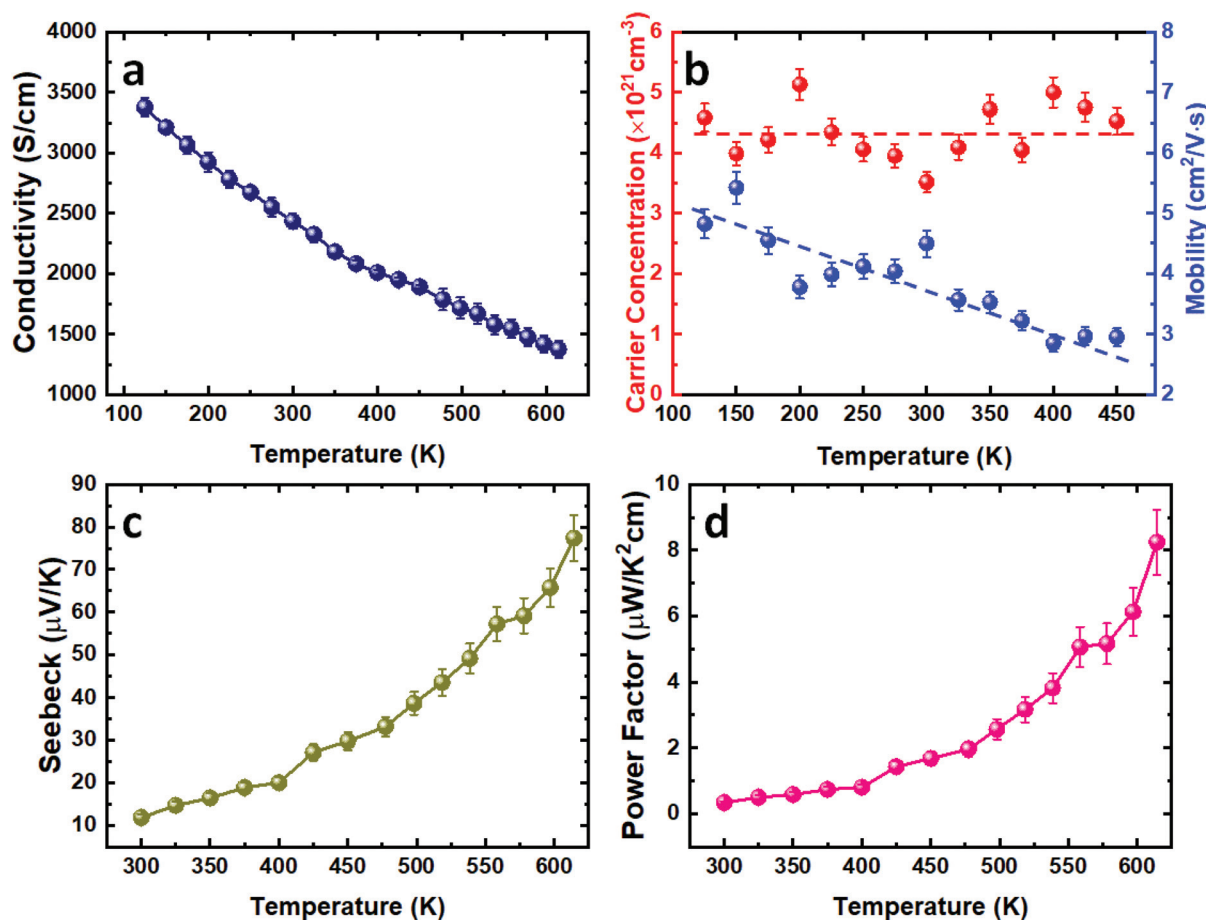 a
Conductivity (S/cm)
4000
3500
3000
2500
2000
1500
1000
100 200 300 400 500 600
Temperature (K)
b
Carrier Concentration (×10²¹cm⁻³)
6
5
4
3
2
1
0
Mobility (cm²/V·s)
8
7
6
5
4
3
2
100 150 200 250 300 350 400 450
Temperature (K)
c
Seebeck (μV/K)
90
80
70
60
50
40
30
20
10
300 350 400 450 500 550 600
Temperature (K)
d
Power Factor (μW/K²cm)
10
8
6
4
2
0
300 350 400 450 500 550 600
Temperature (K)